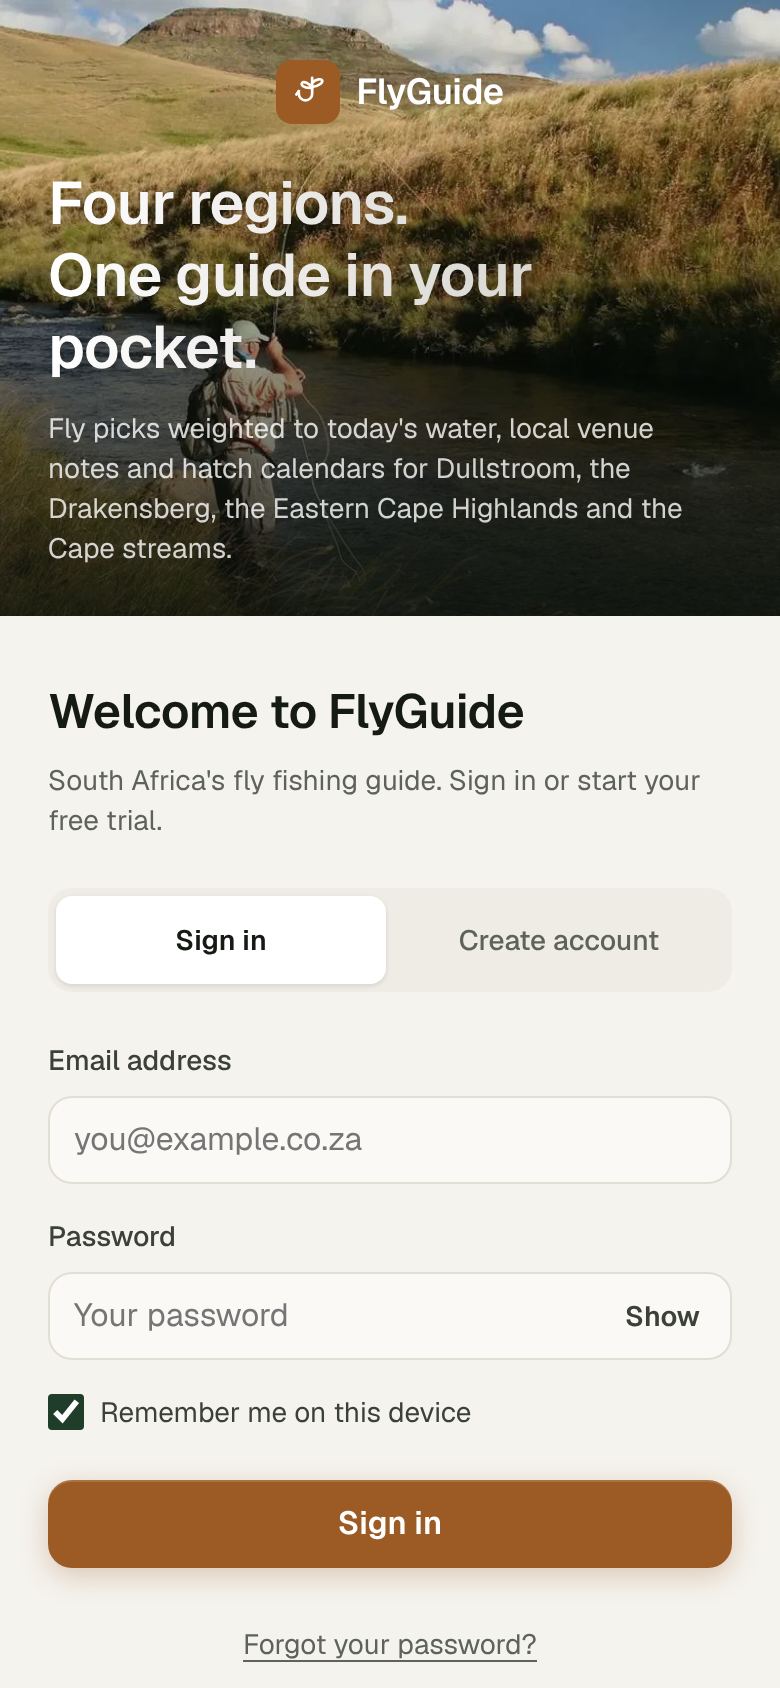 FlyGuide
Four regions.
One guide in your
pocket.
Fly picks weighted to today's water, local venue
notes and hatch calendars for Dullstroom, the
Drakensberg, the Eastern Cape Highlands and the
Cape streams.
Welcome to FlyGuide
South Africa's fly fishing guide. Sign in or start your
free trial.
Sign in
Create account
Email address
you@example.co.za
Password
Your password
Show
Remember me on this device
Sign in
Forgot your password?